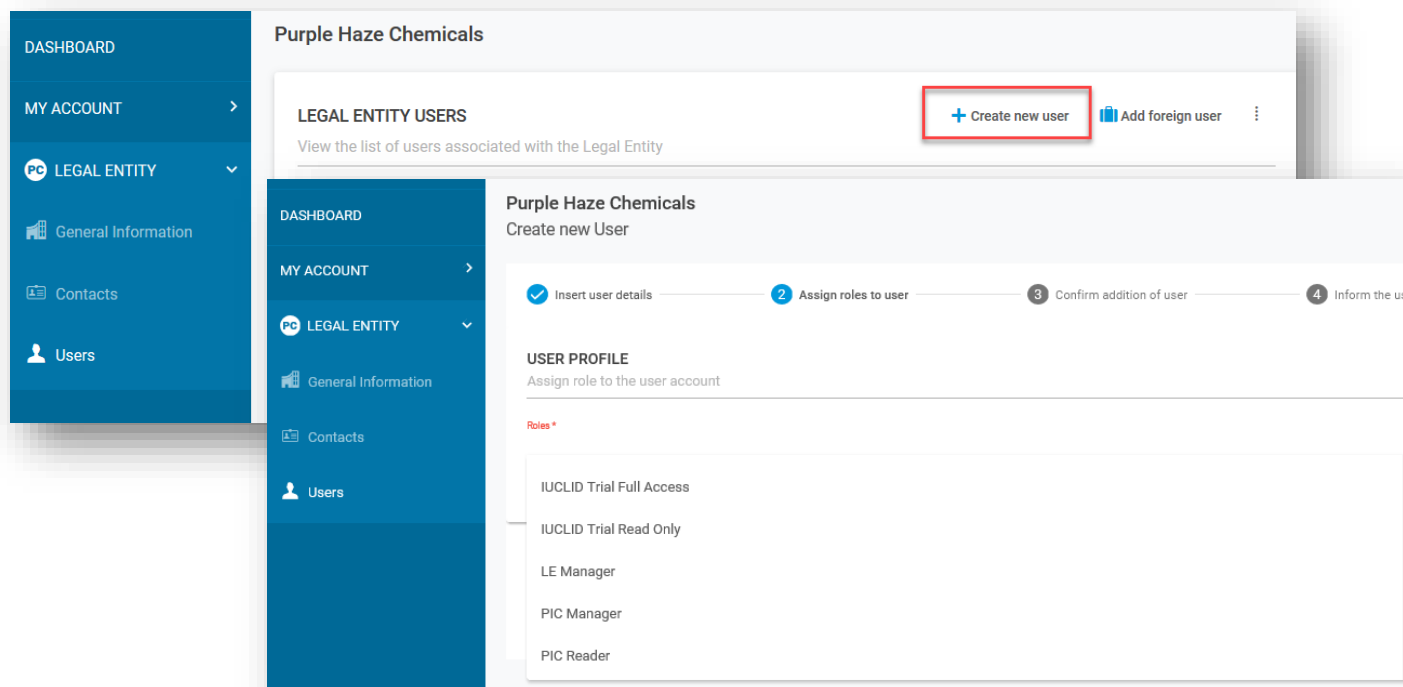 DASHBOARD
MY ACCOUNT
PC LEGAL ENTITY
General Information
Contacts
Users
Purple Haze Chemicals
LEGAL ENTITY USERS
Create new user
Add foreign user
View the list of users associated with the Legal Entity
DASHBOARD
MY ACCOUNT
PC LEGAL ENTITY
General Information
Contacts
Users
Purple Haze Chemicals
Create new User
Insert user details
2 Assign roles to user
3 Confirm addition of user
4 Inform the
USER PROFILE
Assign role to the user account
Roles *
IUCLID Trial Full Access
IUCLID Trial Read Only
LE Manager
PIC Manager
PIC Reader